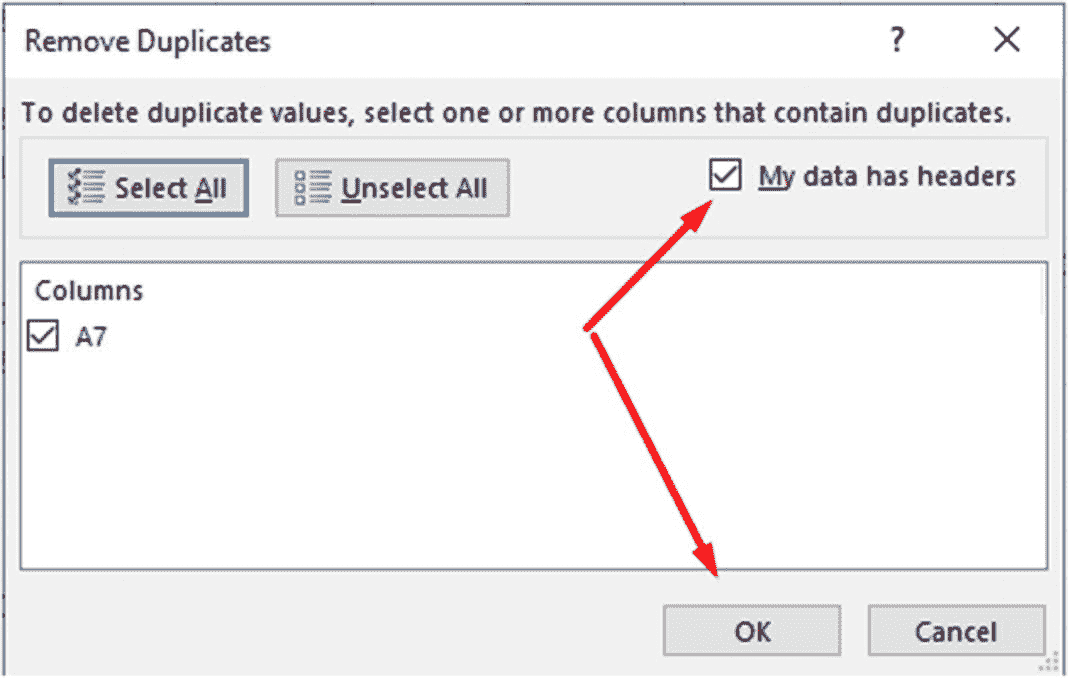 Remove Duplicates ?
To delete duplicate values, select one or more columns that contain duplicates.
Select All Unselect All My data has headers
Columns
A7
OK Cancel